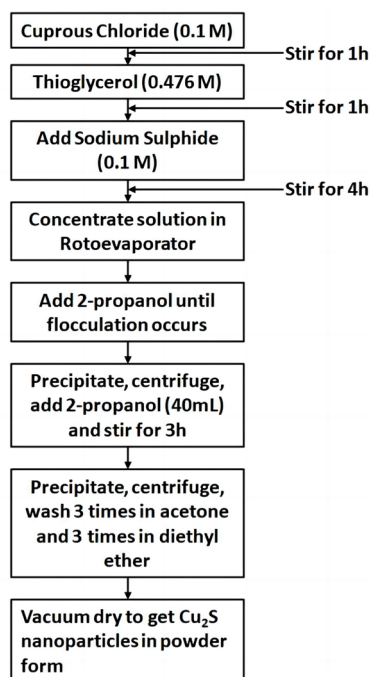 Cuprous Chloride (0.1 M)
Stir for 1h
Thioglycerol (0.476 M)
Stir for 1h
Add Sodium Sulphide
(0.1 M)
Stir for 4h
Concentrate solution in
Rotoevaporator
Add 2-propanol until
flocculation occurs
Precipitate, centrifuge,
add 2-propanol (40mL)
and stir for 3h
Precipitate, centrifuge,
wash 3 times in acetone
and 3 times in diethyl
ether
Vacuum dry to get Cu₂S
nanoparticles in powder
form